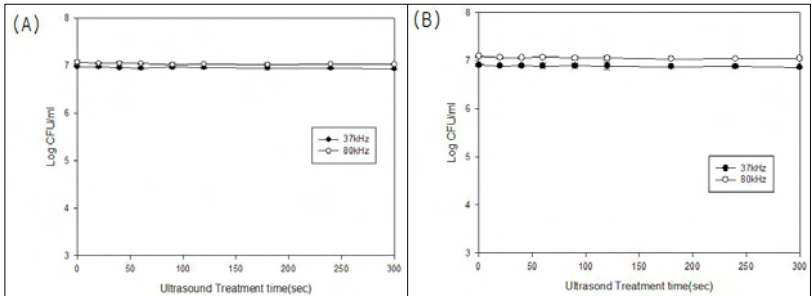 (A)
8
7
6
5
4
3
Log CFU/ml
37kHz
80kHz
0 50 100 150 200 250 300
Ultrasound Treatment time(sec)
(B)
8
7
6
5
4
3
Log CFU/ml
37kHz
80kHz
0 50 100 150 200 250 300
Ultrasound Treatment time(sec)